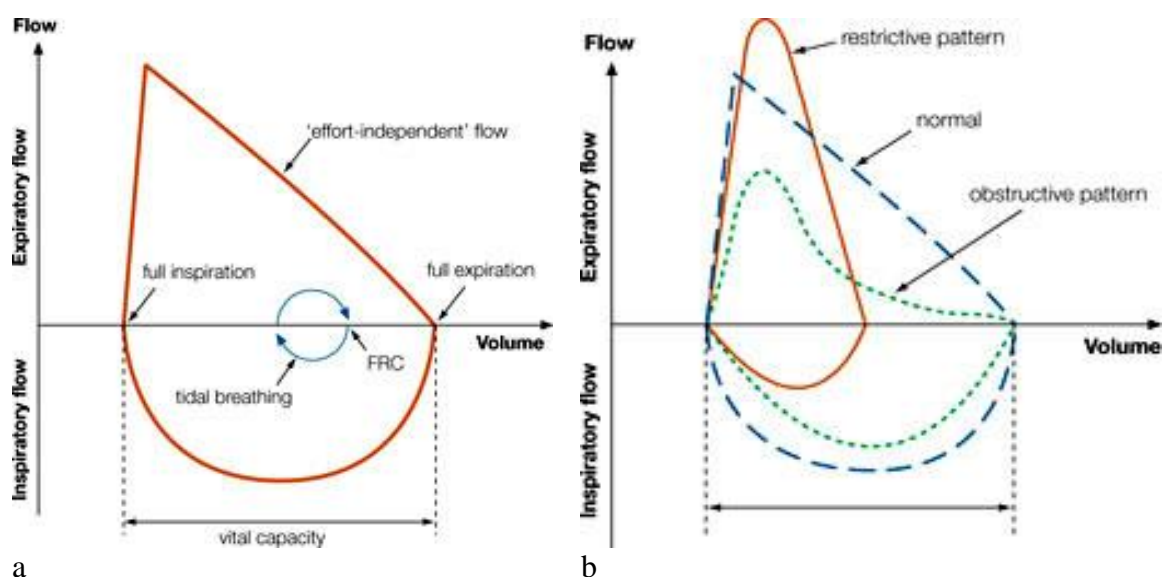 Flow
Expiratory flow
'effort-independent' flow
full inspiration
full expiration
Volume
FRC
tidal breathing
Inspiratory flow
vital capacity
a
Flow
restrictive pattern
normal
obstructive pattern
Expiratory flow
Volume
Inspiratory flow
b